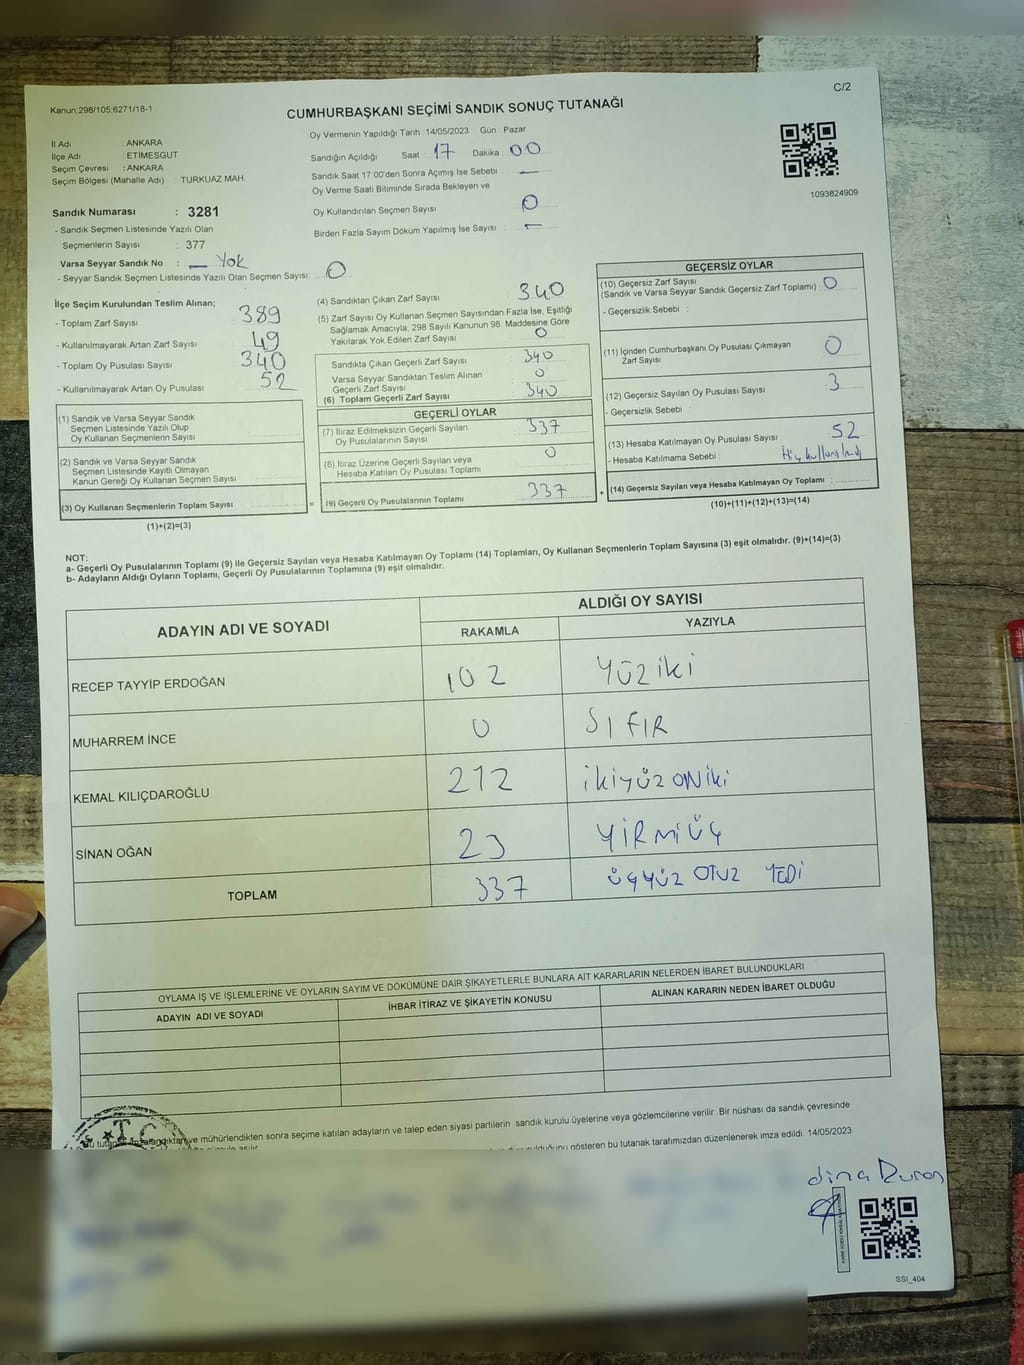 C/2
Kanun:298/105;6271/18-1
CUMHURBAŞKANI SEÇİMİ SANDIK SONUÇ TUTANAĞI
İl Adı : ANKARA
İlçe Adı : ETİMESGUT
Seçim Çevresi : ANKARA
Seçim Bölgesi (Mahalle Adı) TURKUAZ MAH.
Oy Vermenin Yapıldığı Tarih :14/05/2023 Gün : Pazar
Sandığın Açıldığı Saat : 17 Dakika : 00
Sandık Saat 17:00'den Sonra Açımış İse Sebebi : —
Oy Verme Saati Bitiminde Sırada Bekleyen ve
Oy Kullandırılan Seçmen Sayısı : 0
Birden Fazla Sayım Döküm Yapılmış İse Sayısı : —
1093824909
Sandık Numarası : 3281
- Sandık Seçmen Listesinde Yazılı Olan
Seçmenlerin Sayısı : 377
Varsa Seyyar Sandık No : — Yok
- Seyyar Sandık Seçmen Listesinde Yazılı Olan Seçmen Sayısı: 0
İlçe Seçim Kurulundan Teslim Alınan;
- Toplam Zarf Sayısı 389
- Kullanılmayarak Artan Zarf Sayısı 49
- Toplam Oy Pusulası Sayısı 340
- Kullanılmayarak Artan Oy Pusulası 52
(1) Sandık ve Varsa Seyyar Sandık
Seçmen Listesinde Yazılı Olup
Oy Kullanan Seçmenlerin Sayısı
(2) Sandık ve Varsa Seyyar Sandık
Seçmen Listesinde Kayıtlı Olmayan
Kanun Gereği Oy Kullanan Seçmen Sayısı
(3) Oy Kullanan Seçmenlerin Toplam Sayısı
(1)+(2)=(3)
(4) Sandıktan Çıkan Zarf Sayısı 340
(5) Zarf Sayısı Oy Kullanan Seçmen Sayısından Fazla İse, Eşitliği
Sağlamak Amacıyla; 298 Sayılı Kanunun 98. Maddesine Göre
Yakılarak Yok Edilen Zarf Sayısı 0
Sandıkta Çıkan Geçerli Zarf Sayısı 340
Varsa Seyyar Sandıktan Teslim Alınan
Geçerli Zarf Sayısı 0
(6) Toplam Geçerli Zarf Sayısı 340
GEÇERLİ OYLAR
(7) İtiraz Edilmeksizin Geçerli Sayılan
Oy Pusulalarının Sayısı 337
(8) İtiraz Üzerine Geçerli Sayılan veya
Hesaba Katılan Oy Pusulası Toplamı 0
= (9) Geçerli Oy Pusulalarının Toplamı 337 +
GEÇERSİZ OYLAR
(10) Geçersiz Zarf Sayısı
(Sandık ve Varsa Seyyar Sandık Geçersiz Zarf Toplamı) : 0
- Geçersizlik Sebebi :
(11) İçinden Cumhurbaşkanı Oy Pusulası Çıkmayan
Zarf Sayısı 0
(12) Geçersiz Sayılan Oy Pusulası Sayısı 3
- Geçersizlik Sebebi
(13) Hesaba Katılmayan Oy Pusulası Sayısı 52
- Hesaba Katılmama Sebebi : Hiç
(14) Geçersiz Sayılan veya Hesaba Katılmayan Oy Toplamı :
(10)+(11)+(12)+(13)=(14)
NOT:
a- Geçerli Oy Pusulalarının Toplamı (9) ile Geçersiz Sayılan veya Hesaba Katılmayan Oy Toplamı (14) Toplamları, Oy Kullanan Seçmenlerin Toplam Sayısına (3) eşit olmalıdır. (9)+(14)=(3)
b- Adayların Aldığı Oyların Toplamı, Geçerli Oy Pusulalarının Toplamına (9) eşit olmalıdır.
ADAYIN ADI VE SOYADI ALDIĞI OY SAYISI
RAKAMLA YAZIYLA
RECEP TAYYİP ERDOĞAN 102 YÜZ iki
MUHARREM İNCE 0 SIFIR
KEMAL KILIÇDAROĞLU 212 ikiyüz ONiki
SİNAN OĞAN 23 YİRMİ ÜÇ
TOPLAM 337 ÜÇYÜZ OTUZ YEDİ
OYLAMA İŞ VE İŞLEMLERİNE VE OYLARIN SAYIM VE DÖKÜMÜNE DAİR ŞİKAYETLERLE BUNLARA AİT KARARLARIN NELERDEN İBARET BULUNDUKLARI
ADAYIN ADI VE SOYADI İHBAR İTİRAZ VE ŞİKAYETİN KONUSU ALINAN KARARIN NEDEN İBARET OLDUĞU
T.C.
ve mühürlendikten sonra seçime katılan adayların ve talep eden siyasi partilerin sandık kurulu üyelerine veya gözlemcilerine verilir. Bir nüshası da sandık çevresinde
gösteren bu tutanak tarafımızdan düzenlenerek imza edildi. 14/05/2023
SSI_404